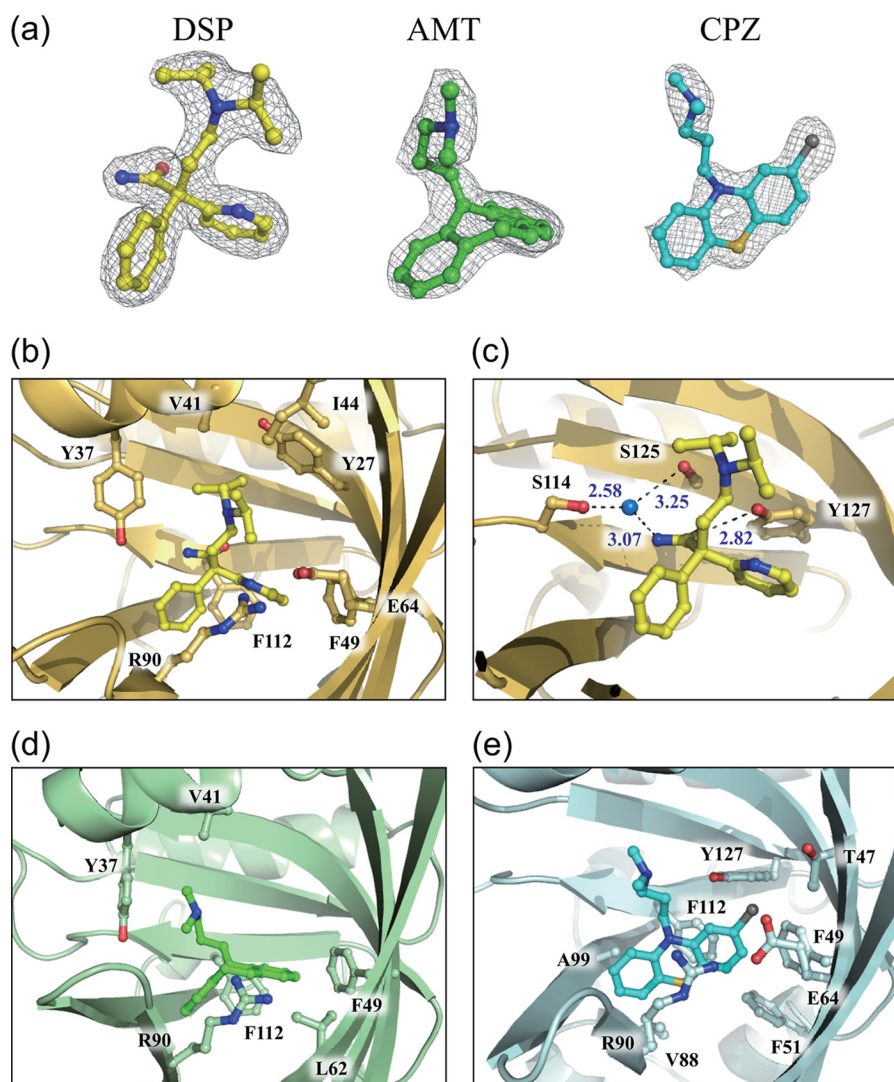 (a) DSP AMT CPZ
(b) (c)
V41 I44
Y37 Y27
S125
S114 2.58 3.25
Y127
3.07 2.82
E64
F112 F49
R90
(d) (e)
V41
Y127 T47
Y37
F112
F49
A99
F49 E64
R90 F112 R90
F51
L62 V88